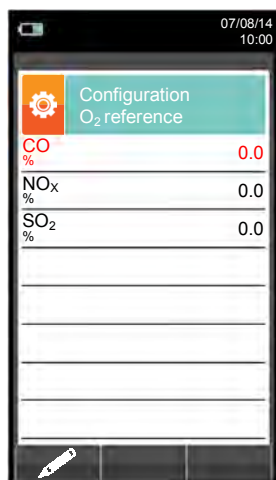 07/08/14
10:00
Configuration
O₂ reference
CO
% 0.0
NOX
% 0.0
SO₂
% 0.0